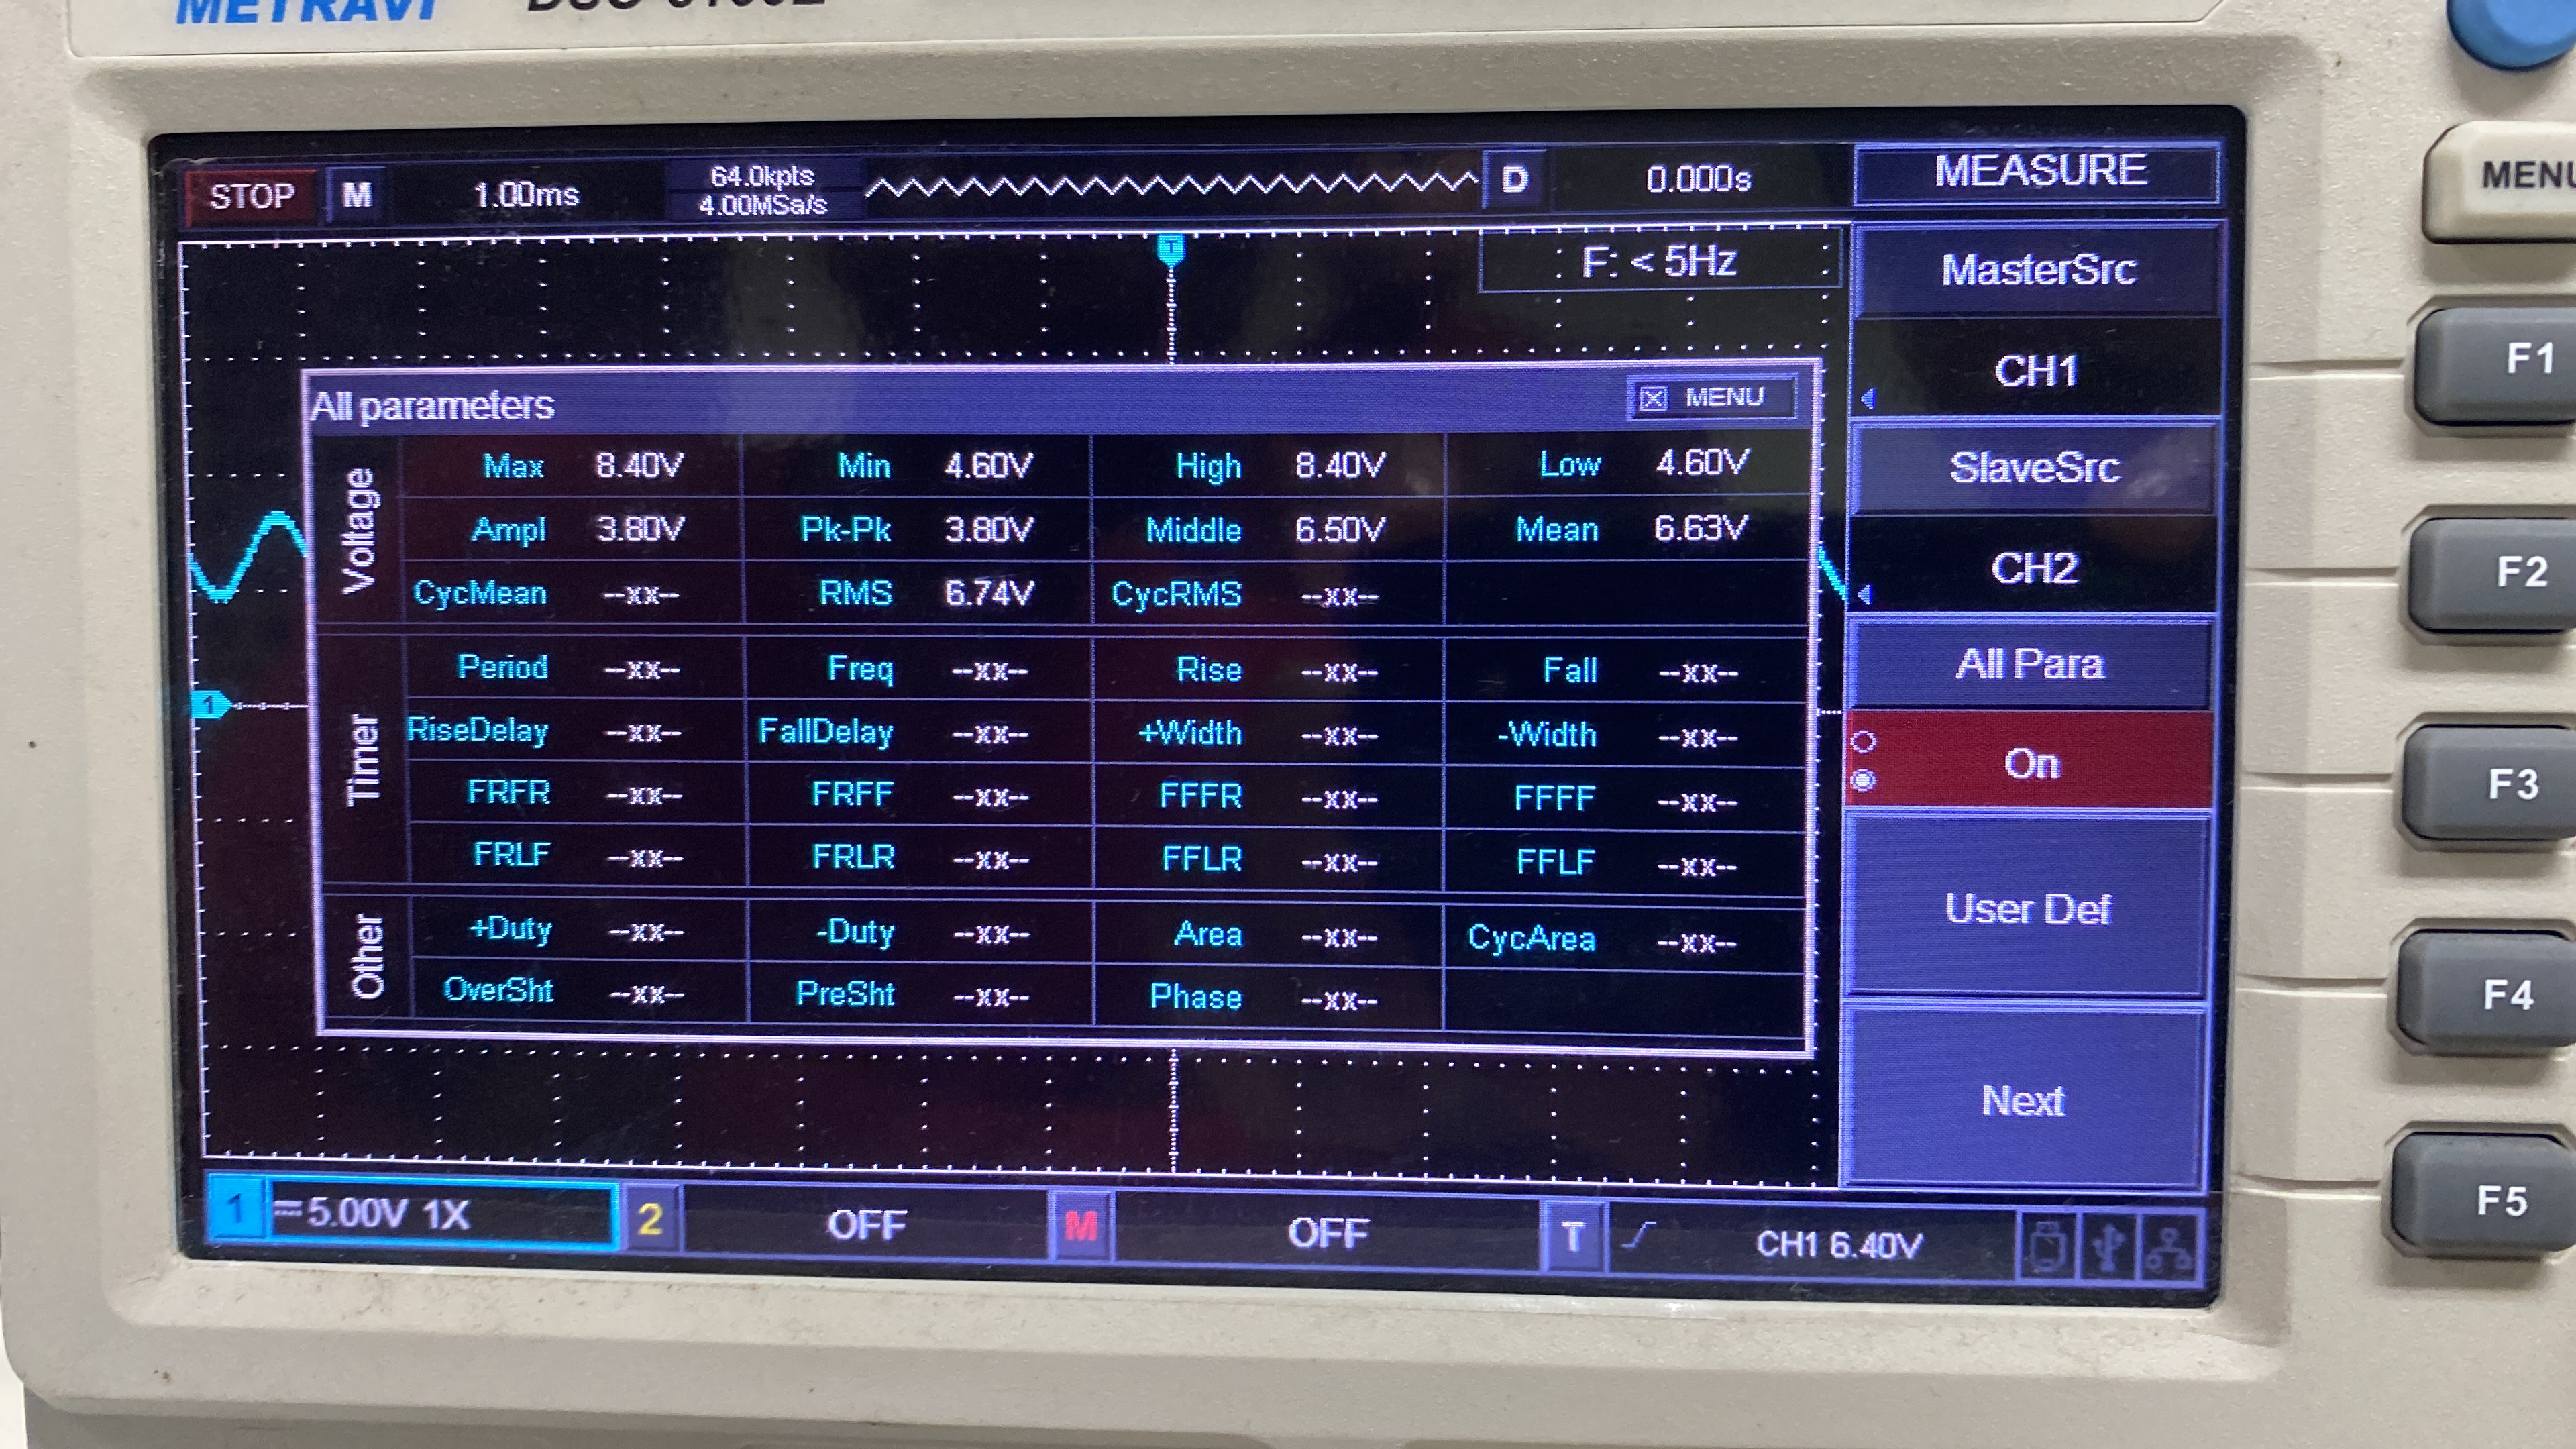 METRAVI
STOP M 1.00ms 64.0kpts 4.00MSa/s D 0.000s MEASURE
T
F: < 5Hz
MasterSrc
CH1
SlaveSrc
CH2
All Para
On
User Def
Next
All parameters MENU
Voltage
Max 8.40V Min 4.60V High 8.40V Low 4.60V
Ampl 3.80V Pk-Pk 3.80V Middle 6.50V Mean 6.63V
CycMean --xx-- RMS 6.74V CycRMS --xx--
Timer
Period --xx-- Freq --xx-- Rise --xx-- Fall --xx--
RiseDelay --xx-- FallDelay --xx-- +Width --xx-- -Width --xx--
FRFR --xx-- FRFF --xx-- FFFR --xx-- FFFF --xx--
FRLF --xx-- FRLR --xx-- FFLR --xx-- FFLF --xx--
Other
+Duty --xx-- -Duty --xx-- Area --xx-- CycArea --xx--
OverSht --xx-- PreSht --xx-- Phase --xx--
1
1 5.00V 1X 2 OFF M OFF T CH1 6.40V
MENU
F1
F2
F3
F4
F5